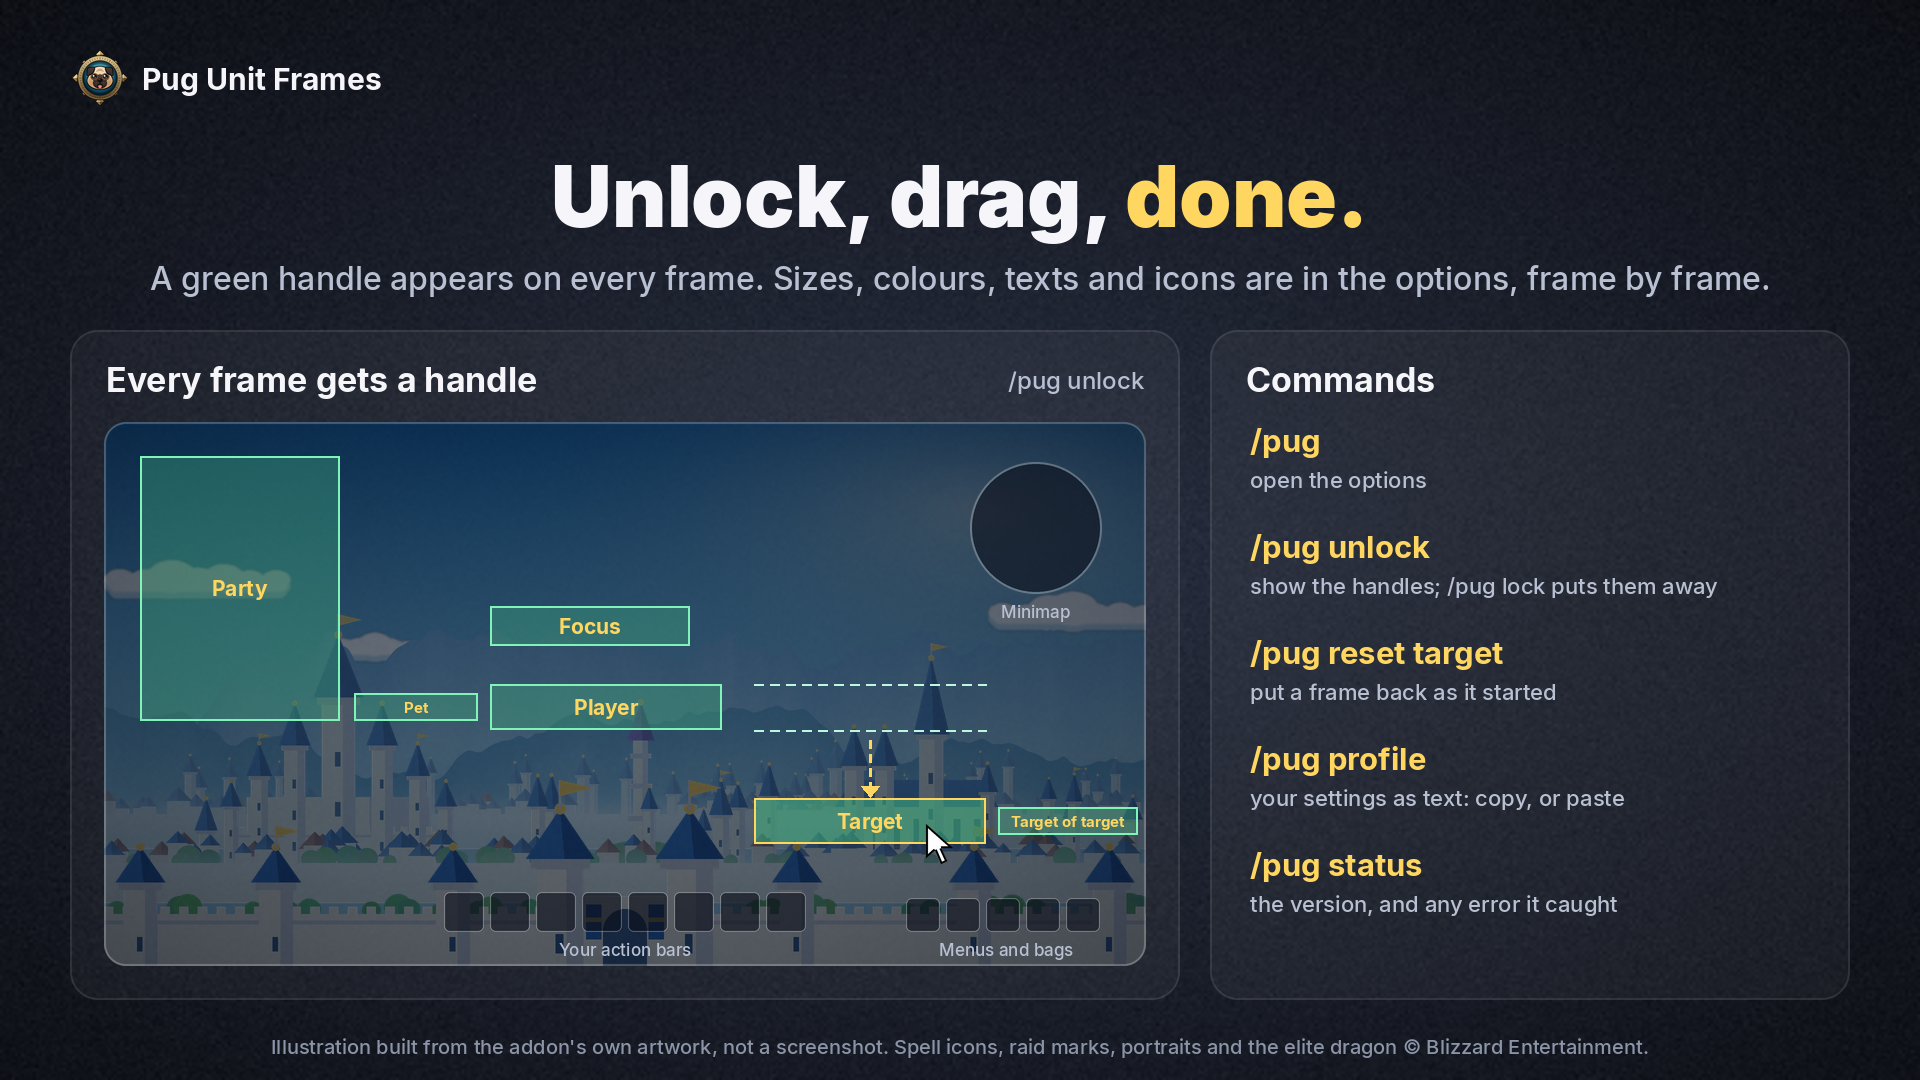 Pug Unit Frames
Unlock, drag, done.
A green handle appears on every frame. Sizes, colours, texts and icons are in the options, frame by frame.
Every frame gets a handle
/pug unlock
Party
Minimap
Focus
Pet
Player
Target
Target of target
Your action bars
Menus and bags
Commands
/pug
open the options
/pug unlock
show the handles; /pug lock puts them away
/pug reset target
put a frame back as it started
/pug profile
your settings as text: copy, or paste
/pug status
the version, and any error it caught
Illustration built from the addon's own artwork, not a screenshot. Spell icons, raid marks, portraits and the elite dragon © Blizzard Entertainment.